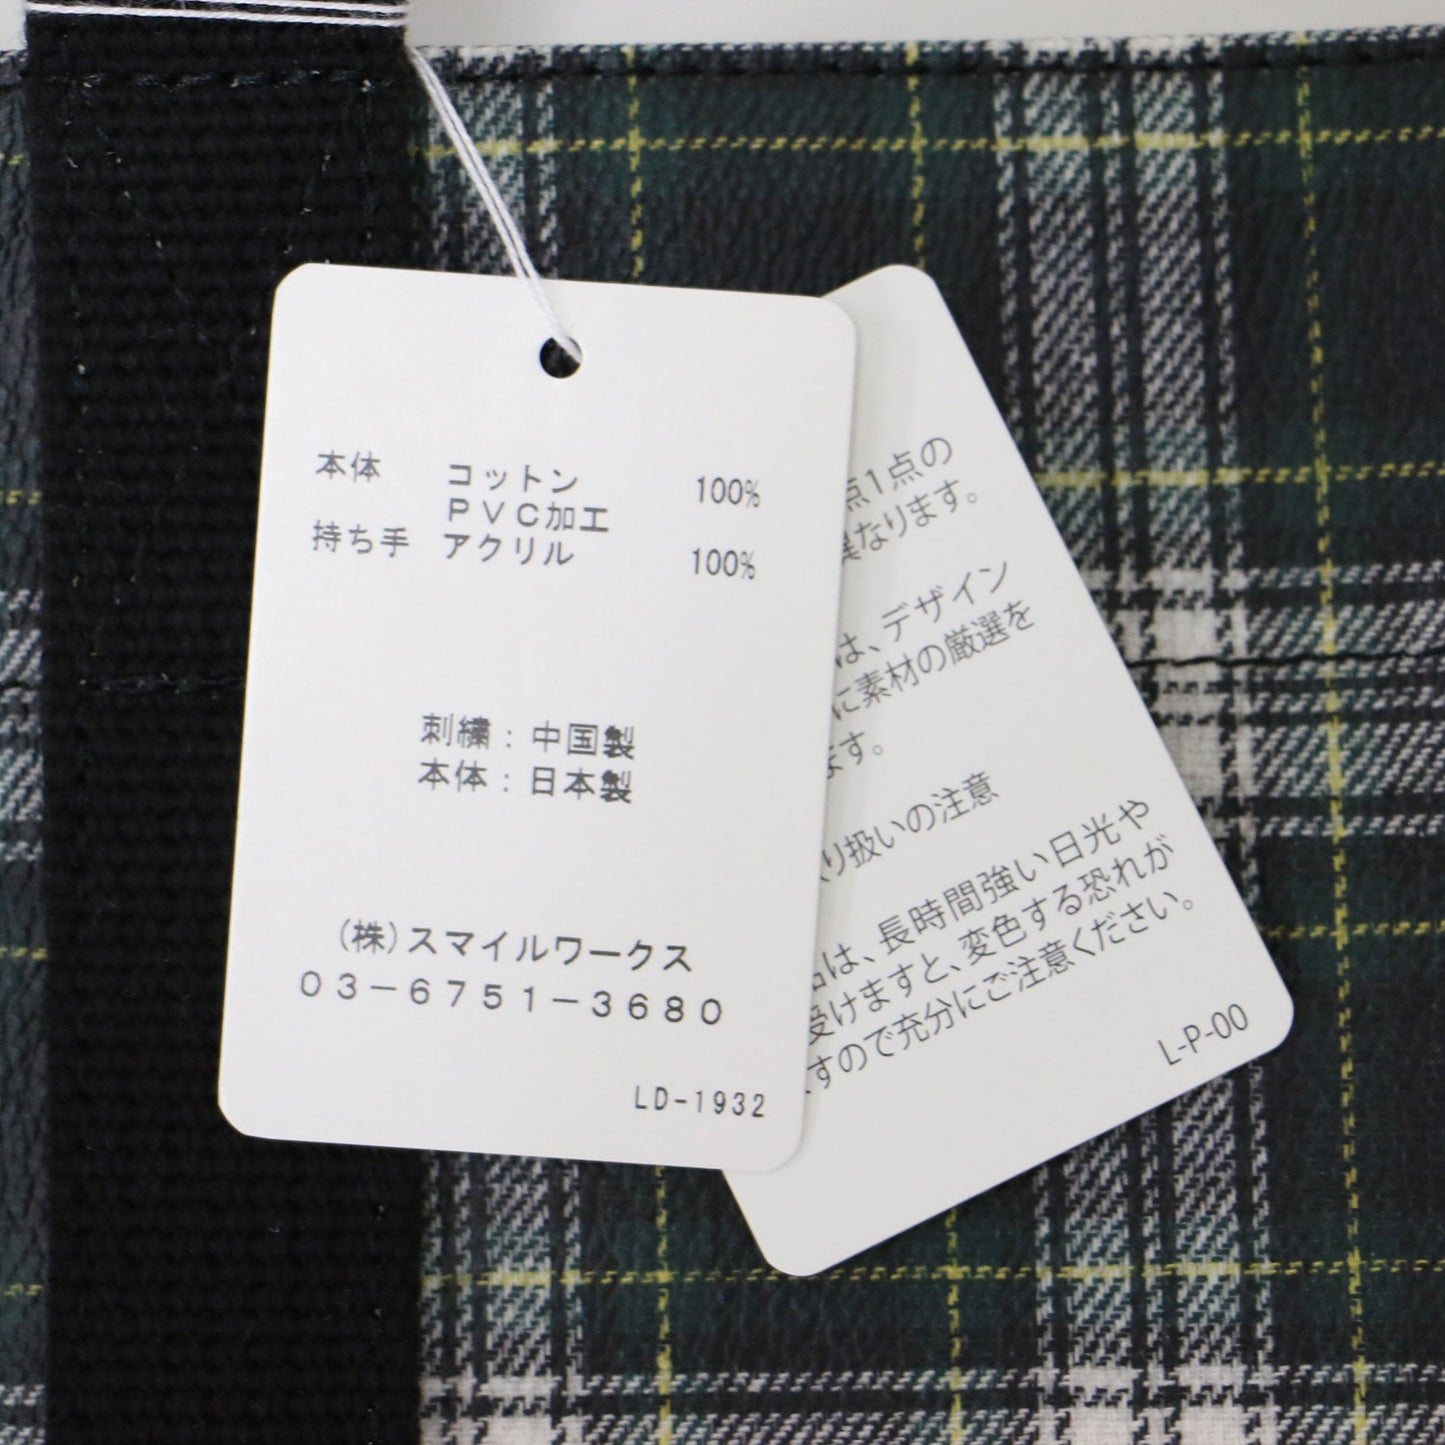 本体 コットン 100%
PVC加工
持ち手 アクリル 100%
刺繍：中国製
本体：日本製
(株)スマイルワークス
03-6751-3680
LD-1932
点1点の
異なります。
は、デザイン
に素材の厳選を
ます。
り扱いの注意
品は、長時間強い日光や
受けますと、変色する恐れが
すので充分にご注意ください。
L-P-00